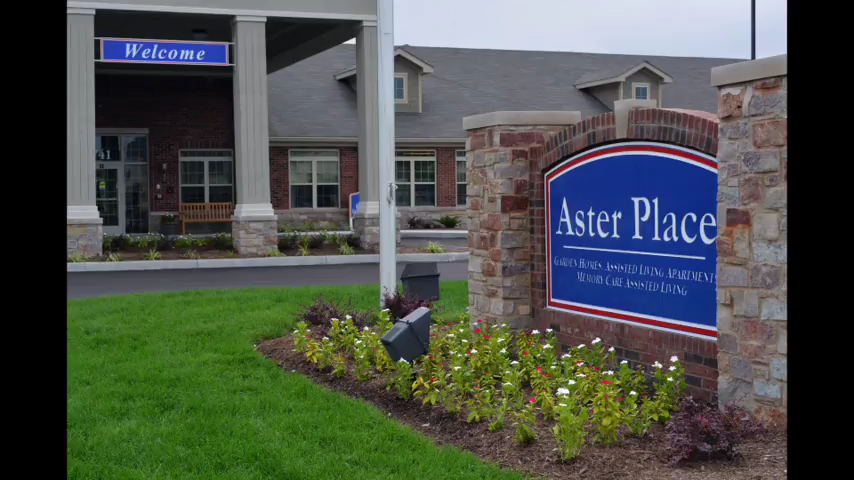 Welcome
41
Aster Place
Garden Homes, Assisted Living Apartments
Memory Care Assisted Living